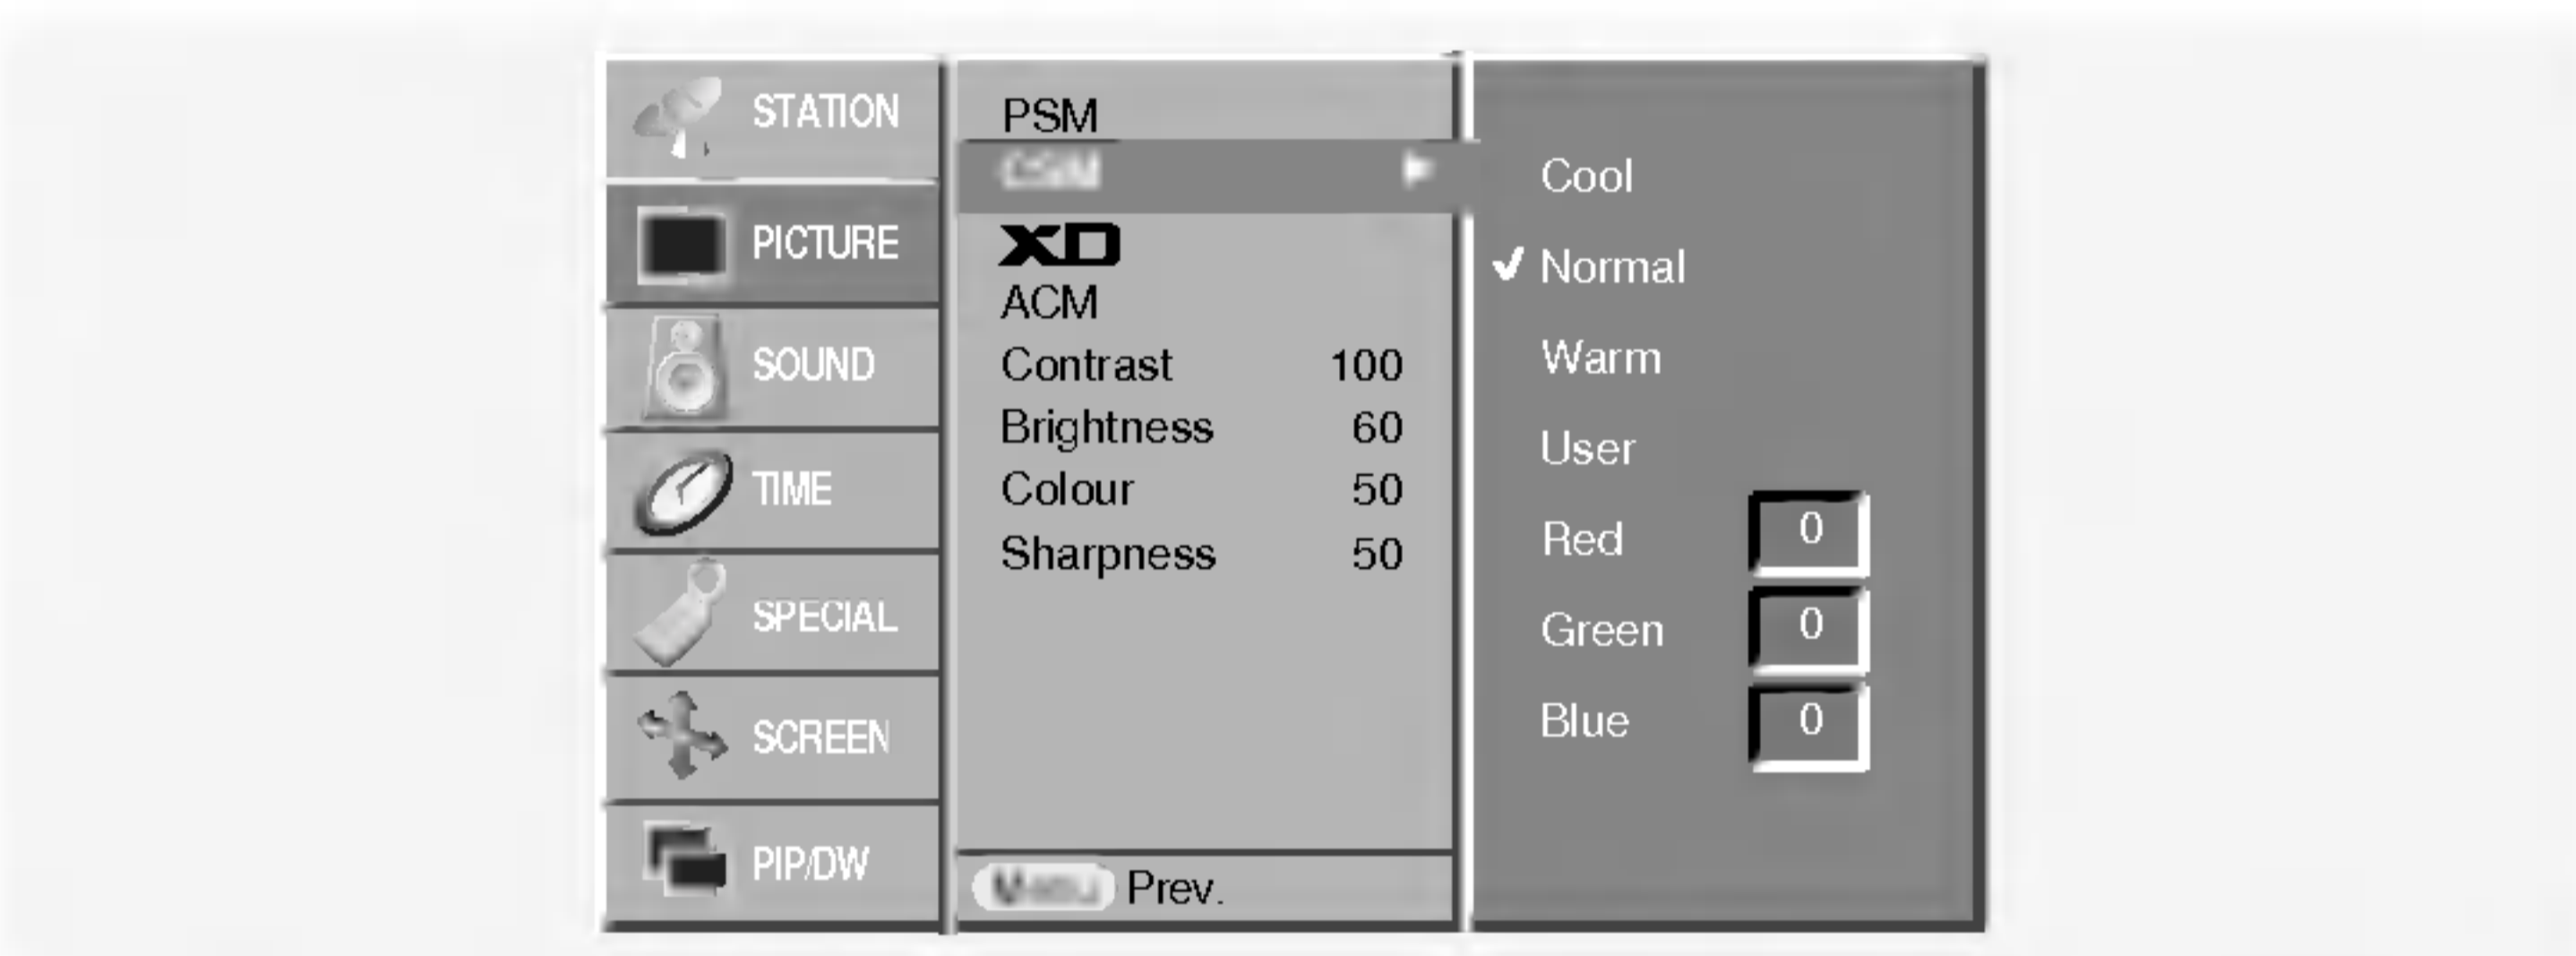 STATION
PICTURE
SOUND
TIME
SPECIAL
SCREEN
PIP/DW
PSM
XD
ACM
Contrast 100
Brightness 60
Colour 50
Sharpness 50
Prev.
Cool
Normal
Warm
User
Red 0
Green 0
Blue 0